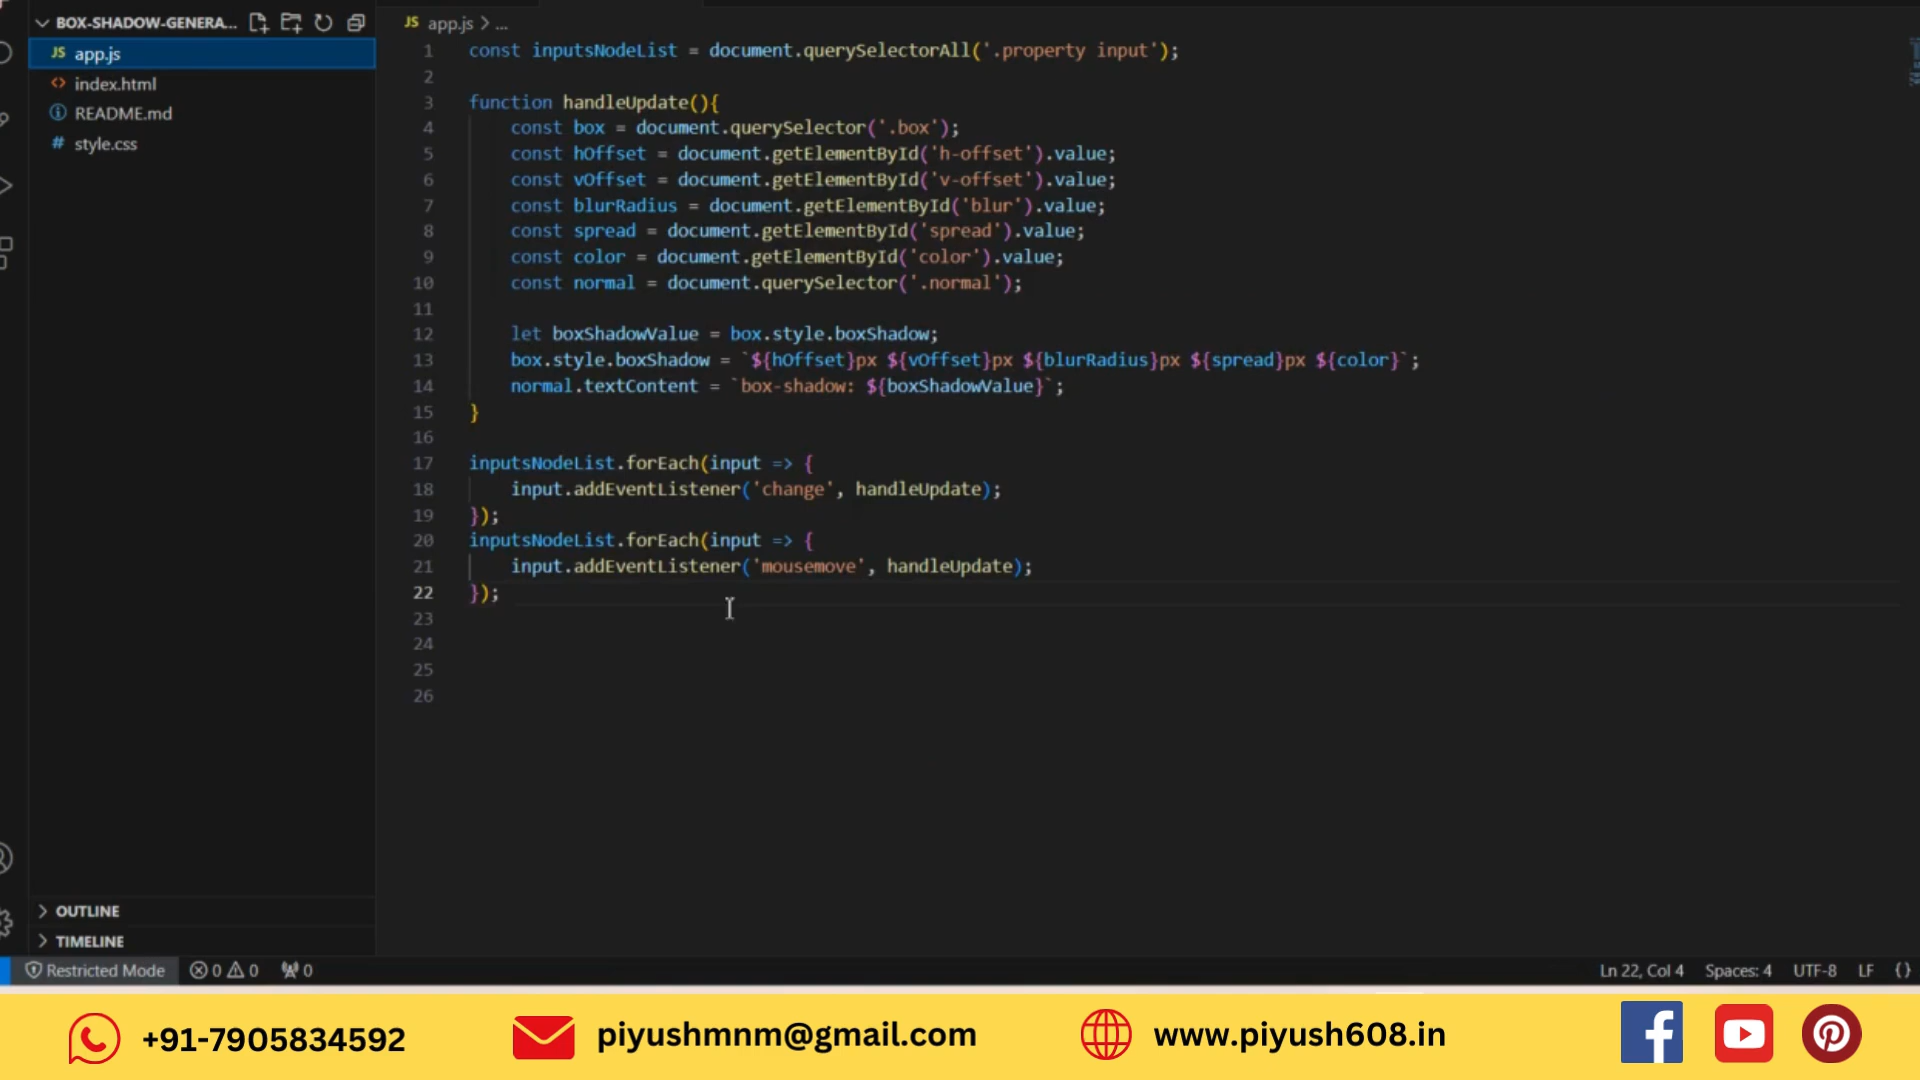 BOX-SHADOW-GENERA...
JS app.js
<> index.html
README.md
# style.css
OUTLINE
TIMELINE
JS app.js > ...
1 const inputsNodeList = document.querySelectorAll('.property input');
2
3 function handleUpdate(){
4 const box = document.querySelector('.box');
5 const hOffset = document.getElementById('h-offset').value;
6 const vOffset = document.getElementById('v-offset').value;
7 const blurRadius = document.getElementById('blur').value;
8 const spread = document.getElementById('spread').value;
9 const color = document.getElementById('color').value;
10 const normal = document.querySelector('.normal');
11
12 let boxShadowValue = box.style.boxShadow;
13 box.style.boxShadow = `${hOffset}px ${vOffset}px ${blurRadius}px ${spread}px ${color}`;
14 normal.textContent = `box-shadow: ${boxShadowValue}`;
15 }
16
17 inputsNodeList.forEach(input => {
18 input.addEventListener('change', handleUpdate);
19 });
20 inputsNodeList.forEach(input => {
21 input.addEventListener('mousemove', handleUpdate);
22 });
23
24
25
26
Restricted Mode 0 0 0 Ln 22, Col 4 Spaces: 4 UTF-8 LF {}
+91-7905834592 piyushmnm@gmail.com www.piyush608.in